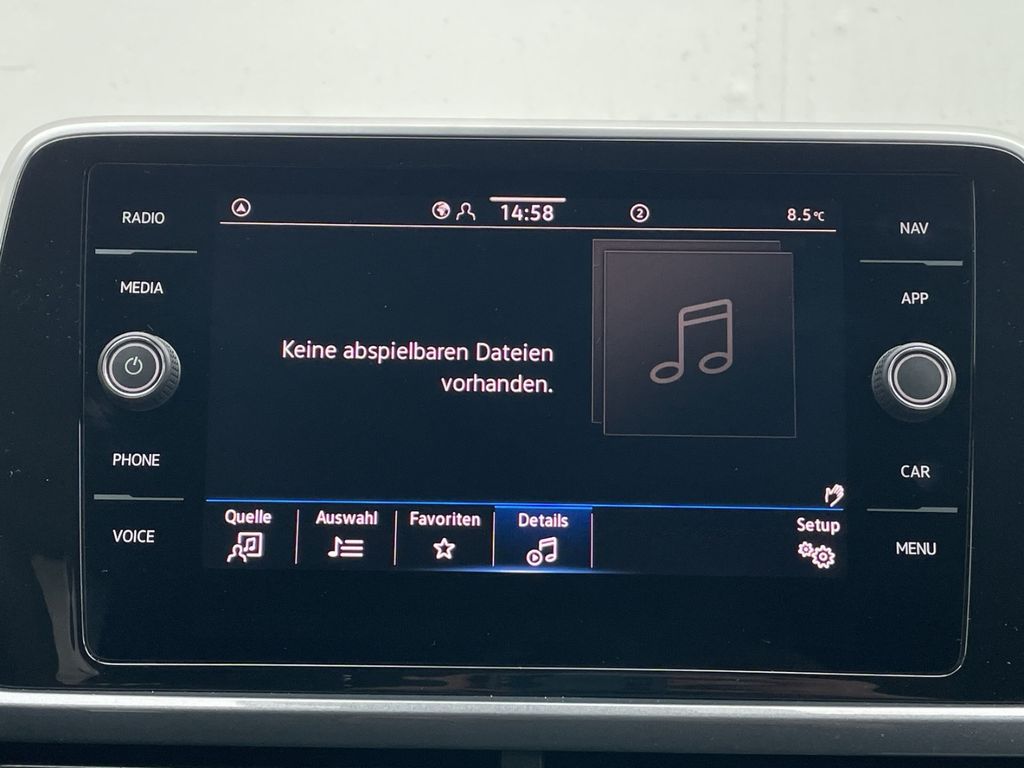 RADIO
MEDIA
PHONE
VOICE
14:58
2
8.5°C
Keine abspielbaren Dateien
vorhanden.
Quelle
Auswahl
Favoriten
Details
Setup
NAV
APP
CAR
MENU